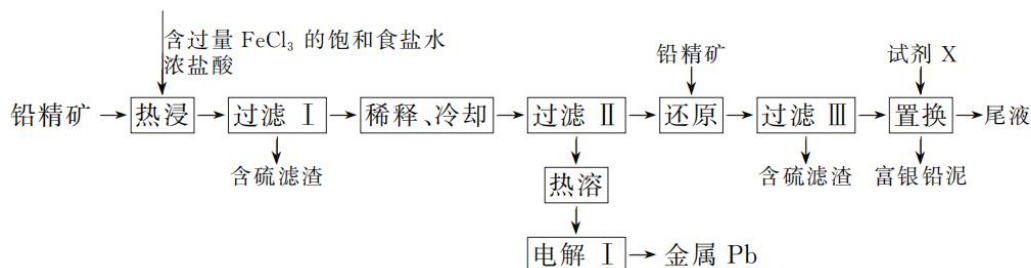 含过量 FeCl₃ 的饱和食盐水
浓盐酸
铅精矿
试剂 X
铅精矿
热浸
过滤 Ⅰ
稀释、冷却
过滤 Ⅱ
还原
过滤 Ⅲ
置换
尾液
含硫滤渣
热溶
含硫滤渣
富银铅泥
电解 Ⅰ
金属 Pb